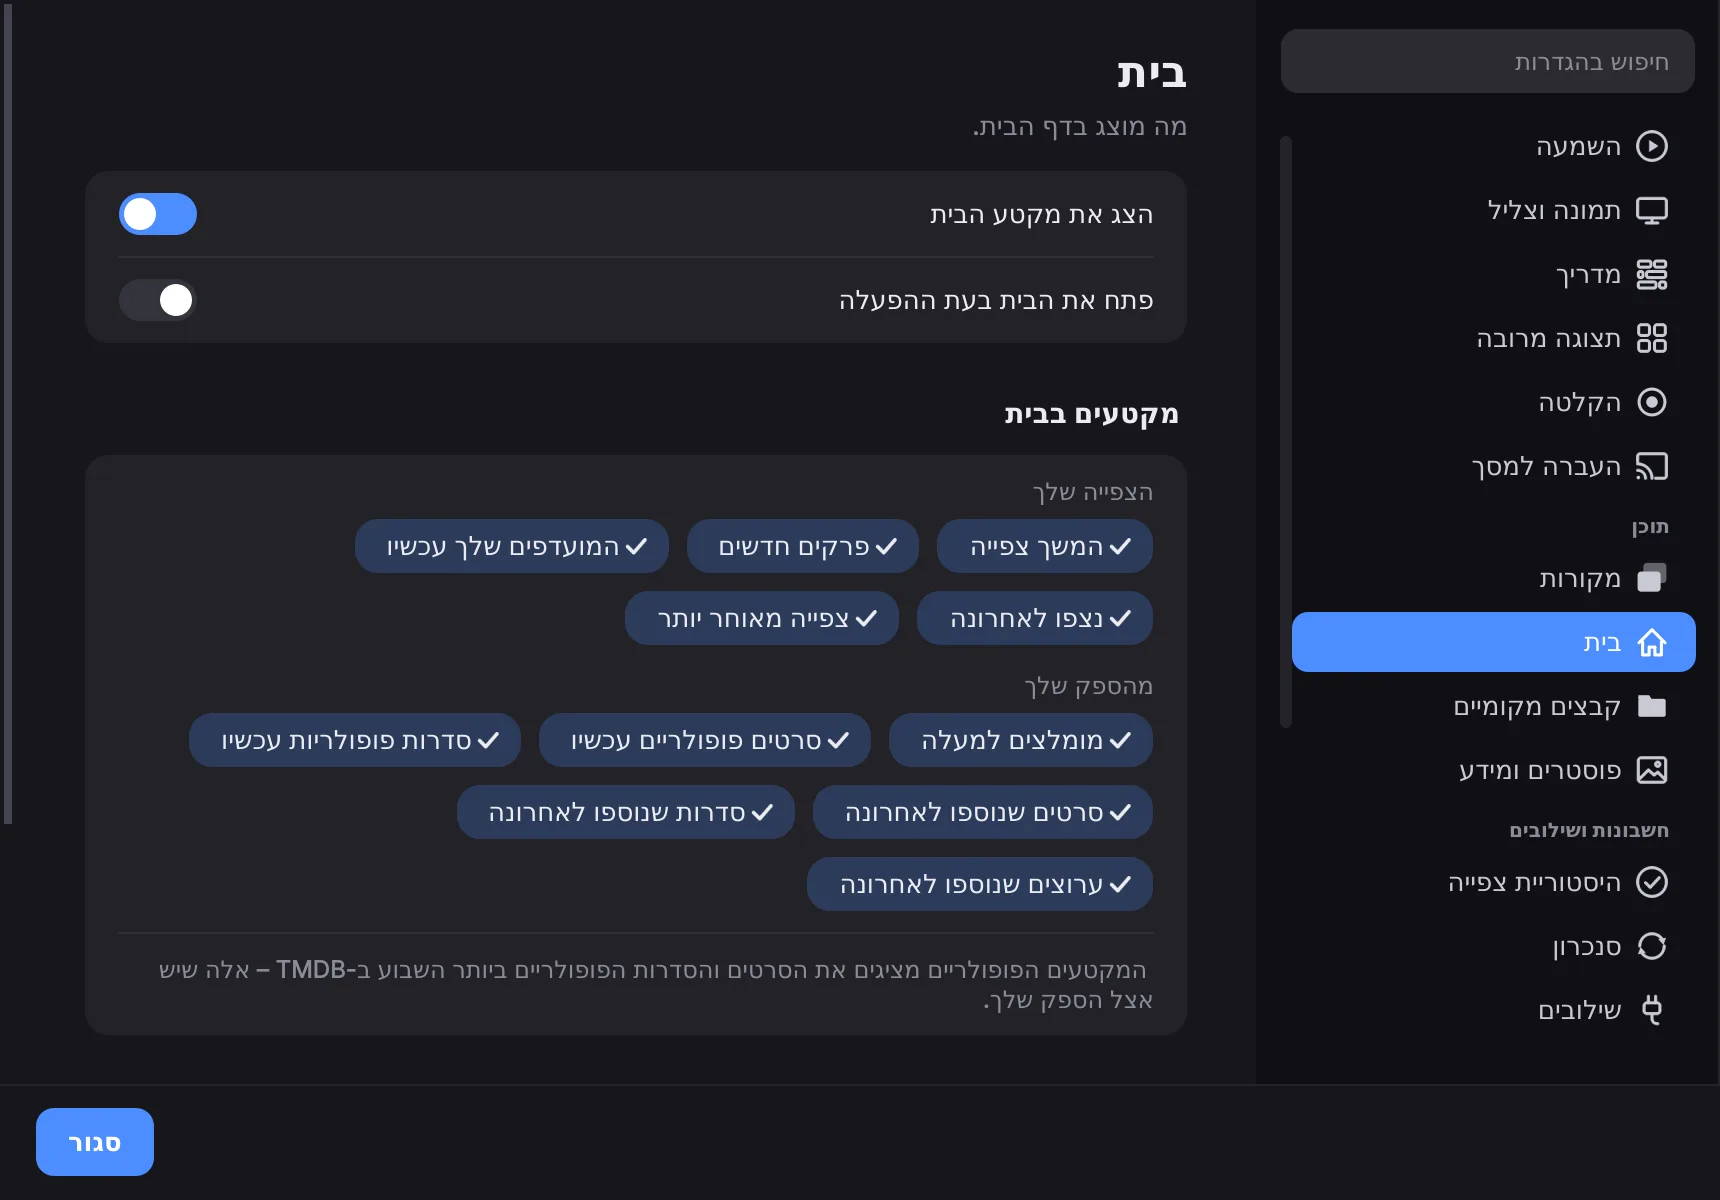 חיפוש בהגדרות
השמעה
תמונה וצליל
מדריך
תצוגה מרובה
הקלטה
העברה למסך
תוכן
מקורות
בית
קבצים מקומיים
פוסטרים ומידע
חשבונות ושילובים
היסטוריית צפייה
סנכרון
שילובים
בית
מה מוצג בדף הבית.
הצג את מקטע הבית
פתח את הבית בעת ההפעלה
מקטעים בבית
הצפייה שלך
המשך צפייה פרקים חדשים המועדפים שלך עכשיו
נצפו לאחרונה צפייה מאוחר יותר
מהספק שלך
מומלצים למעלה סרטים פופולריים עכשיו סדרות פופולריות עכשיו
סרטים שנוספו לאחרונה סדרות שנוספו לאחרונה
ערוצים שנוספו לאחרונה
המקטעים הפופולריים מציגים את הסרטים והסדרות הפופולריים ביותר השבוע ב-TMDB – אלה שיש
אצל הספק שלך.
סגור